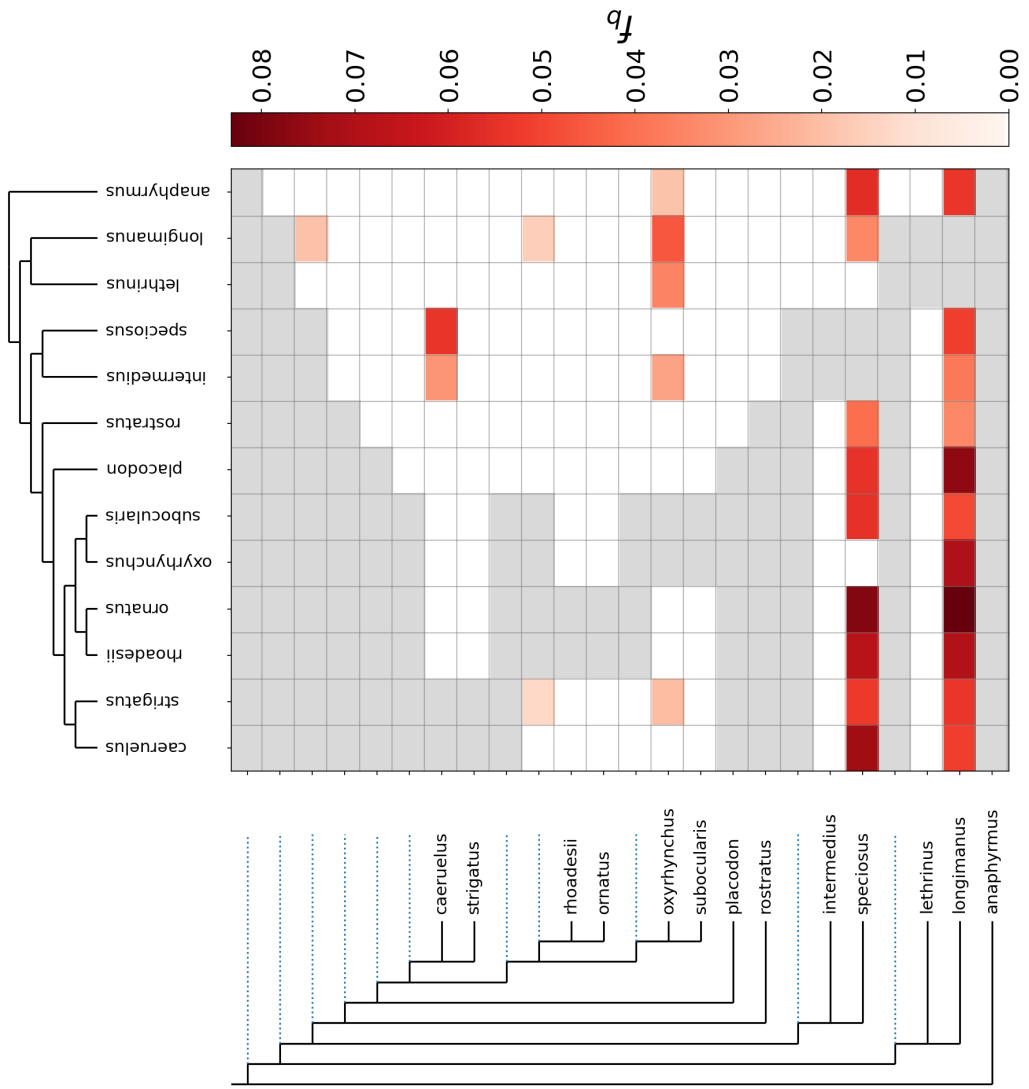 f_b
0.08
0.07
0.06
0.05
0.04
0.03
0.02
0.01
0.00
anaphyrmus
longimanus
lethrinus
speciosus
intermedius
rostratus
placodon
subocularis
oxyrhynchus
ornatus
rhoadesii
strigatus
caeruelus
caeruelus
strigatus
rhoadesii
ornatus
oxyrhynchus
subocularis
placodon
rostratus
intermedius
speciosus
lethrinus
longimanus
anaphyrmus